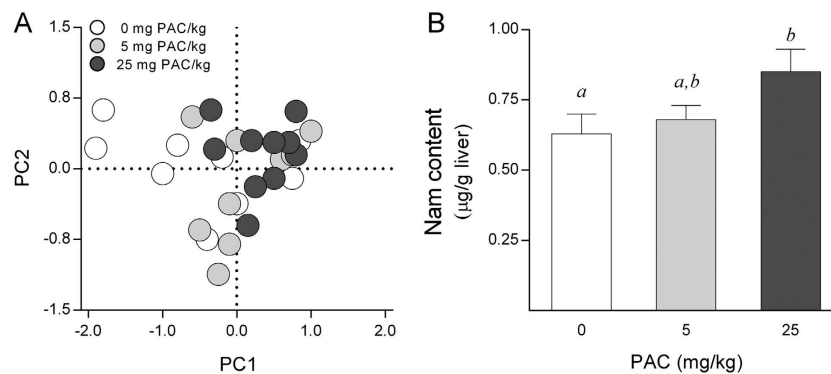 A
0 mg PAC/kg
5 mg PAC/kg
25 mg PAC/kg
PC2
1.5
0.8
0.0
-0.8
-1.5
-2.0
-1.0
0.0
1.0
2.0
PC1
B
Nam content
(µg/g liver)
1.00
0.75
0.50
0.25
a
a,b
b
0
5
25
PAC (mg/kg)